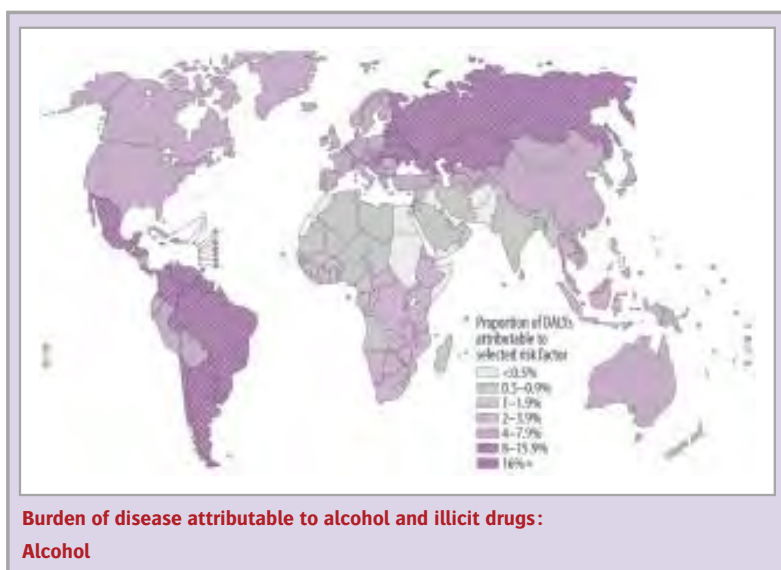 Proportion of DALYs
attributable to
selected risk factor
<0.5%
0.5–0.9%
1–1.9%
2–3.9%
4–7.9%
8–15.9%
16%+
Burden of disease attributable to alcohol and illicit drugs:
Alcohol